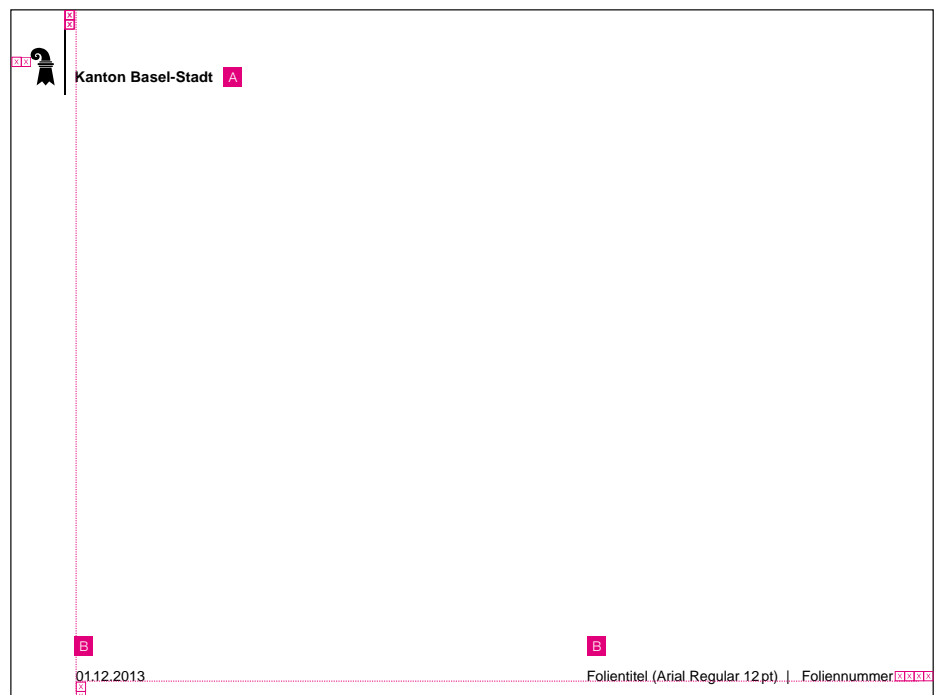 x
x
x x
Kanton Basel-Stadt A
B B
01.12.2013 Folientitel (Arial Regular 12 pt) | Foliennummer x x x x
x